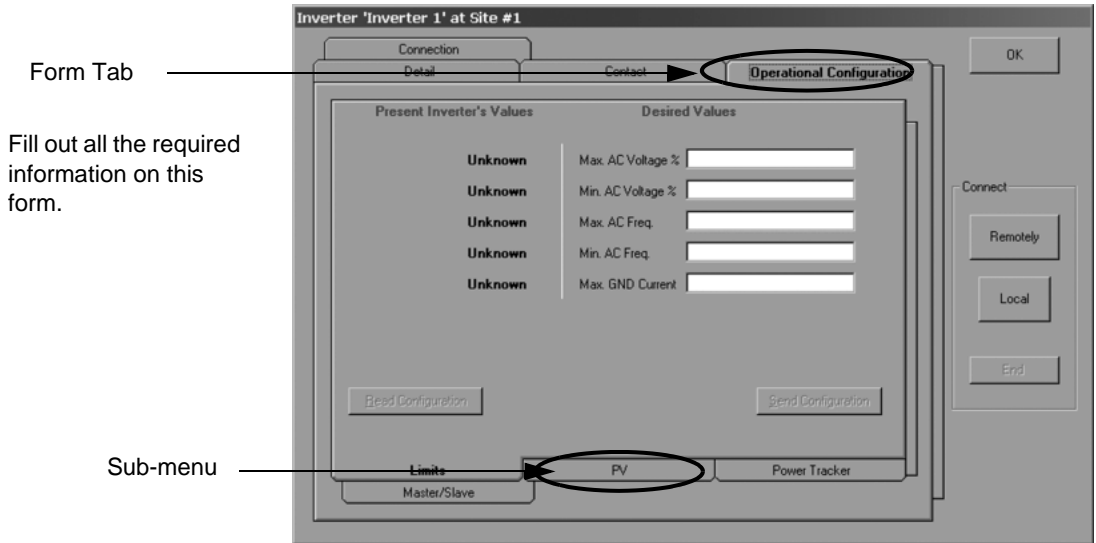 Inverter 'Inverter 1' at Site #1
Connection
OK
Form Tab
Detail
Contact
Operational Configuration
Present Inverter's Values
Desired Values
Fill out all the required
information on this
form.
Unknown
Max. AC Voltage %
Unknown
Min. AC Voltage %
Unknown
Max. AC Freq.
Unknown
Min. AC Freq.
Unknown
Max. GND Current
Connect
Remotely
Local
End
Read Configuration
Send Configuration
Sub-menu
Limits
PV
Power Tracker
Master/Slave